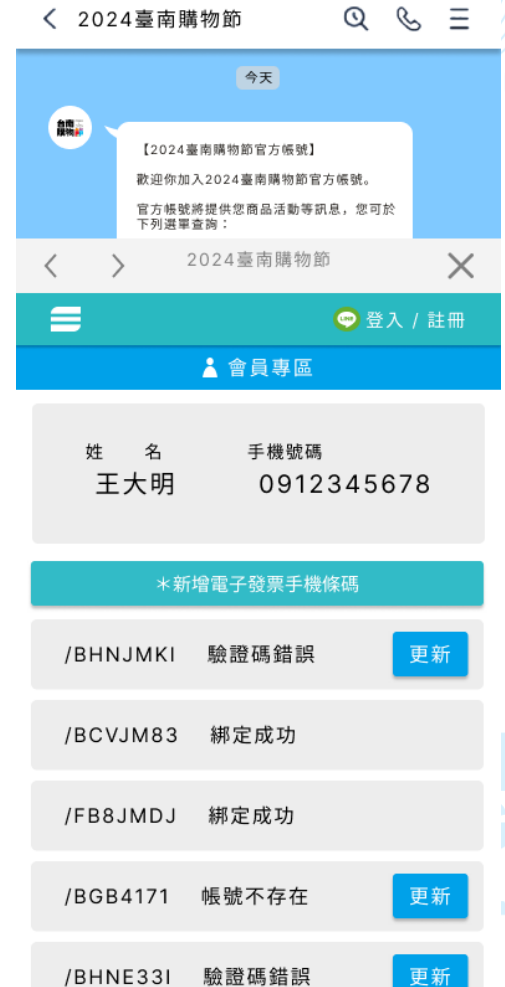 2024臺南購物節
今天
台南
購物節
【2024臺南購物節官方帳號】
歡迎你加入2024臺南購物節官方帳號。
官方帳號將提供您商品活動等訊息，您可於
下列選單查詢：
2024臺南購物節
LINE 登入 / 註冊
會員專區
姓 名 手機號碼
王大明 0912345678
＊新增電子發票手機條碼
/BHNJMKI 驗證碼錯誤 更新
/BCVJM83 綁定成功
/FB8JMDJ 綁定成功
/BGB4171 帳號不存在 更新
/BHNE33I 驗證碼錯誤 更新